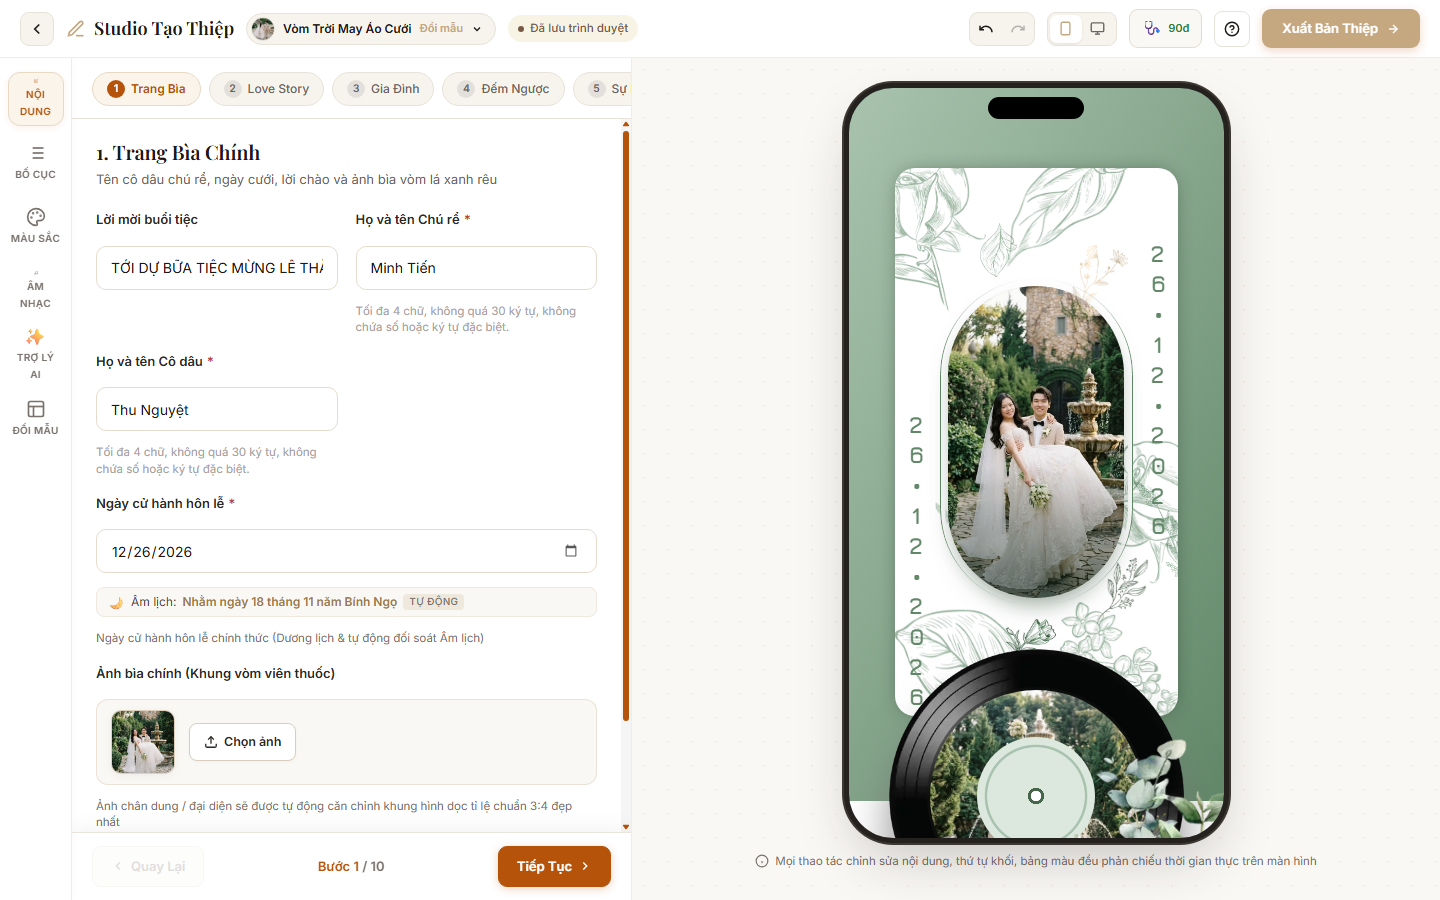 Studio Tạo Thiệp
Vòm Trời May Áo Cưới Đổi mẫu
Đã lưu trình duyệt
90d
Xuất Bản Thiệp
NỘI
DUNG
BỐ CỤC
MÀU SẮC
ÂM
NHẠC
TRỢ LÝ
AI
ĐỔI MẪU
1 Trang Bìa
2 Love Story
3 Gia Đình
4 Đếm Ngược
5 Sự
1. Trang Bìa Chính
Tên cô dâu chú rể, ngày cưới, lời chào và ảnh bìa vòm lá xanh rêu
Lời mời buổi tiệc
Họ và tên Chú rể *
TỚI DỰ BỮA TIỆC MỪNG LỄ
Minh Tiến
Tối đa 4 chữ, không quá 30 ký tự, không
chứa số hoặc ký tự đặc biệt.
Họ và tên Cô dâu *
Thu Nguyệt
Tối đa 4 chữ, không quá 30 ký tự, không
chứa số hoặc ký tự đặc biệt.
Ngày cử hành hôn lễ *
12/26/2026
Âm lịch: Nhằm ngày 18 tháng 11 năm Bính Ngọ TỰ ĐỘNG
Ngày cử hành hôn lễ chính thức (Dương lịch & tự động đối soát Âm lịch)
Ảnh bìa chính (Khung vòm viên thuốc)
Chọn ảnh
Ảnh chân dung / đại diện sẽ được tự động căn chỉnh khung hình dọc tỉ lệ chuẩn 3:4 đẹp
nhất
Quay Lại
Bước 1 / 10
Tiếp Tục
26•12•2026
26•12•2026
Mọi thao tác chỉnh sửa nội dung, thứ tự khối, bảng màu đều phản chiếu thời gian thực trên màn hình